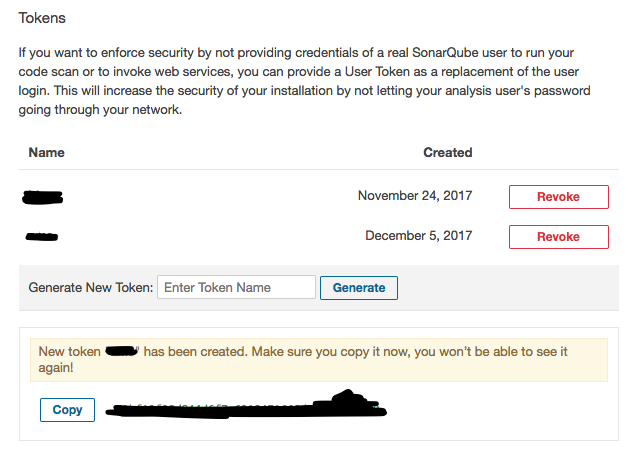 Tokens
If you want to enforce security by not providing credentials of a real SonarQube user to run your
code scan or to invoke web services, you can provide a User Token as a replacement of the user
login. This will increase the security of your installation by not letting your analysis user's password
going through your network.
Name Created
November 24, 2017 Revoke
December 5, 2017 Revoke
Generate New Token: Enter Token Name Generate
New token " has been created. Make sure you copy it now, you won't be able to see it
again!
Copy